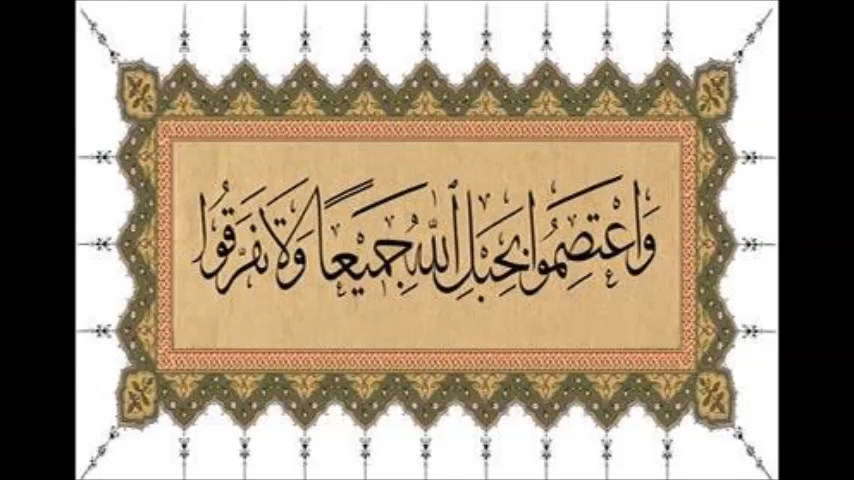 وَاعْتَصِمُوا بِحَبْلِ اللَّهِ جَمِيعًا وَلَا تَفَرَّقُوا